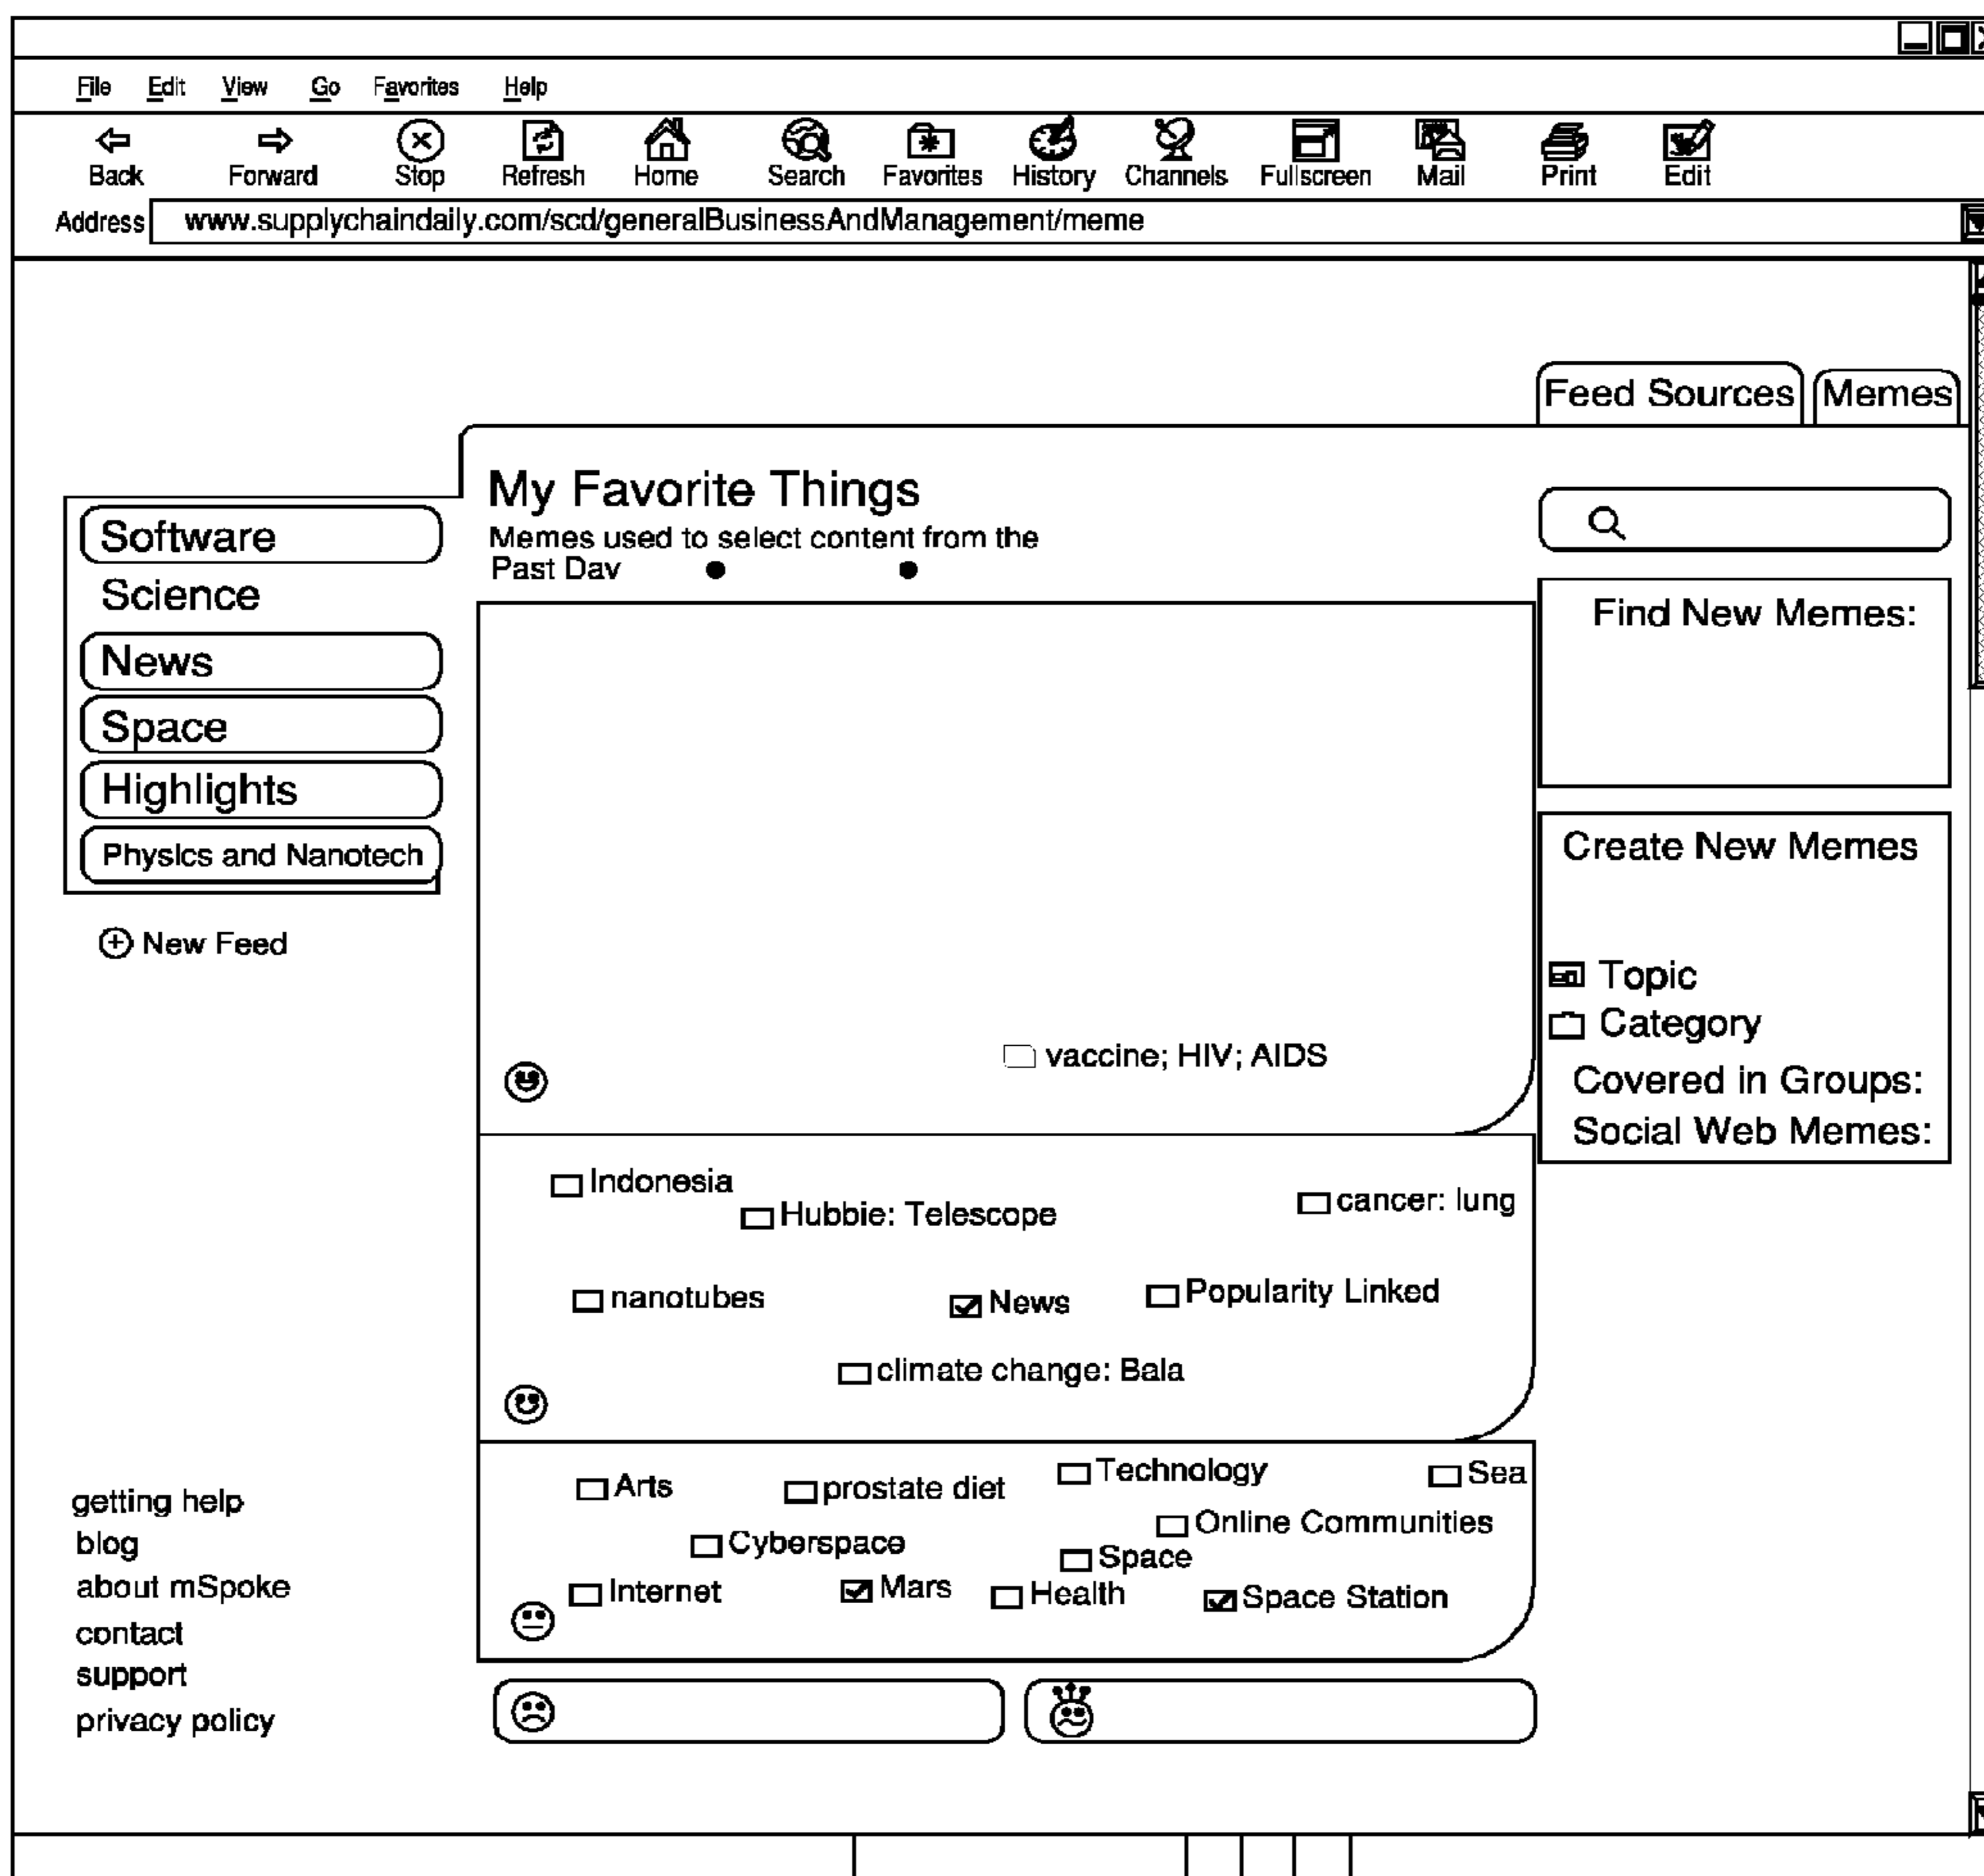 File Edit View Go Favorites Help
Back Forward Stop Refresh Home Search Favorites History Channels Fullscreen Mail Print Edit
Address www.supplychaindaily.com/scd/generalBusinessAndManagement/meme
Feed Sources Memes
My Favorite Things
Memes used to select content from the
Past Day
Software
Science
News
Space
Highlights
Physics and Nanotech
New Feed
getting help
blog
about mSpoke
contact
support
privacy policy
vaccine; HIV; AIDS
Indonesia
Hubbie: Telescope
cancer: lung
nanotubes
News
Popularity Linked
climate change: Bala
Arts
prostate diet
Technology
Sea
Online Communities
Cyberspace
Space
Internet
Mars
Health
Space Station
Find New Memes:
Create New Memes
Topic
Category
Covered in Groups:
Social Web Memes: